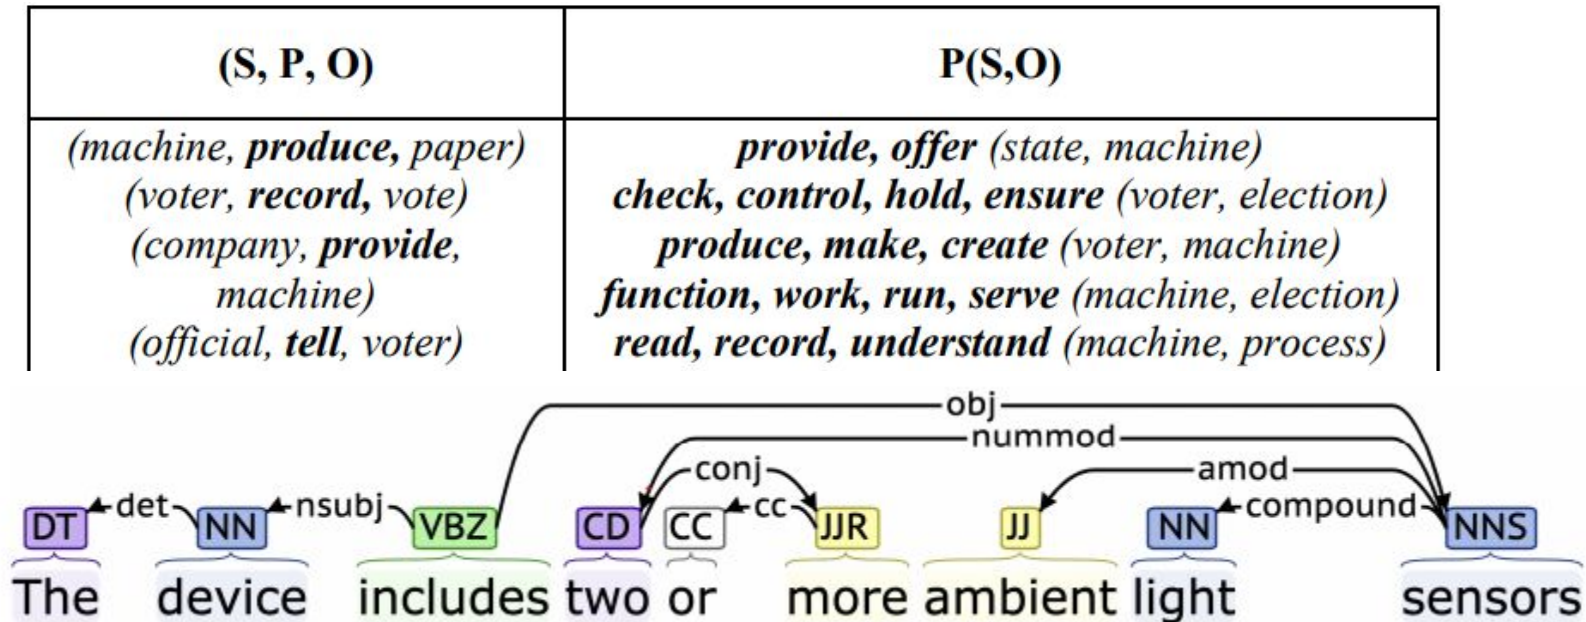 (S, P, O) P(S,O)
(machine, produce, paper) provide, offer (state, machine)
(voter, record, vote) check, control, hold, ensure (voter, election)
(company, provide, produce, make, create (voter, machine)
machine) function, work, run, serve (machine, election)
(official, tell, voter) read, record, understand (machine, process)
obj
nummod
conj amod
det nsubj cc compound
DT NN VBZ CD CC JJR JJ NN NNS
The device includes two or more ambient light sensors